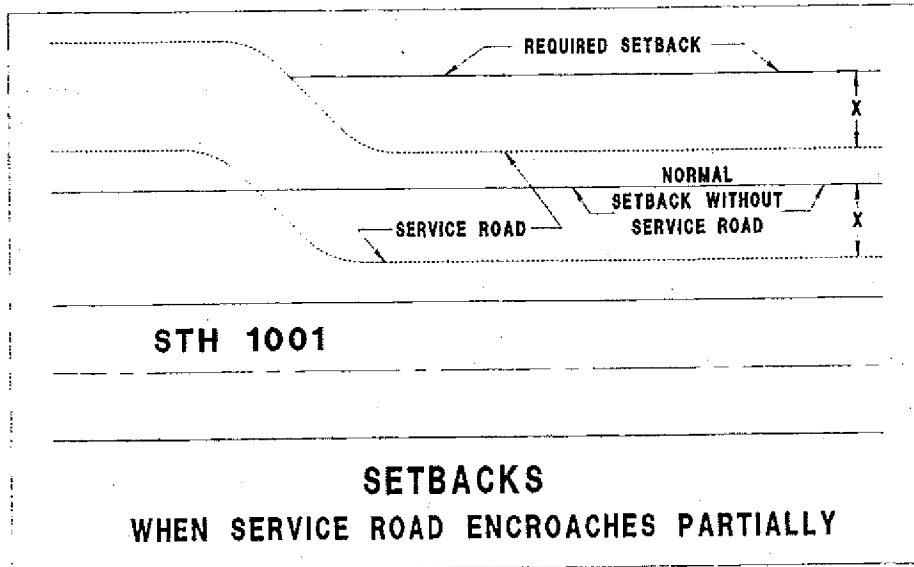 REQUIRED SETBACK
X
NORMAL
SETBACK WITHOUT
SERVICE ROAD
X
SERVICE ROAD
STH 1001
SETBACKS
WHEN SERVICE ROAD ENCROACHES PARTIALLY